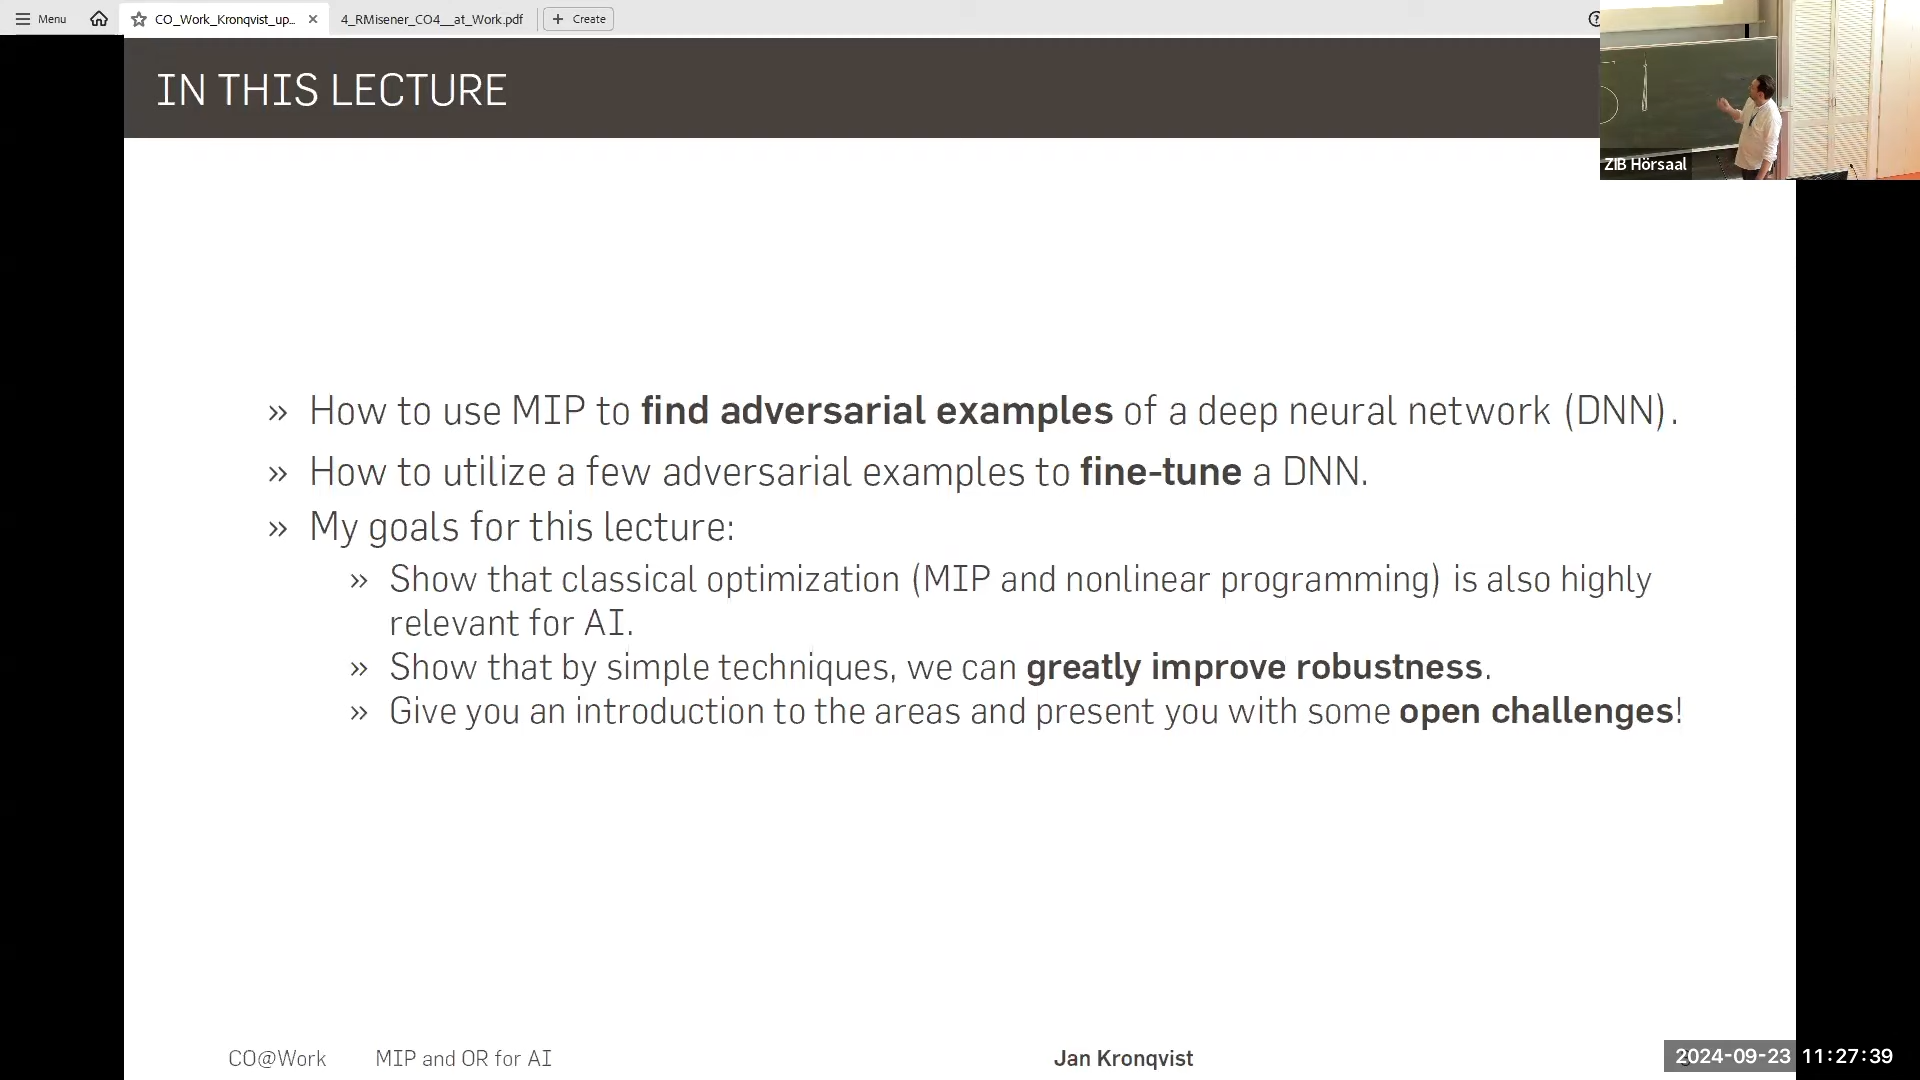 Menu
CO_Work_Kronqvist_up...
4_RMisener_CO4__at_Work.pdf
Create
IN THIS LECTURE
ZIB Hörsaal
» How to use MIP to find adversarial examples of a deep neural network (DNN).
» How to utilize a few adversarial examples to fine-tune a DNN.
» My goals for this lecture:
» Show that classical optimization (MIP and nonlinear programming) is also highly
relevant for AI.
» Show that by simple techniques, we can greatly improve robustness.
» Give you an introduction to the areas and present you with some open challenges!
CO@Work MIP and OR for AI Jan Kronqvist
2024-09-23 11:27:39